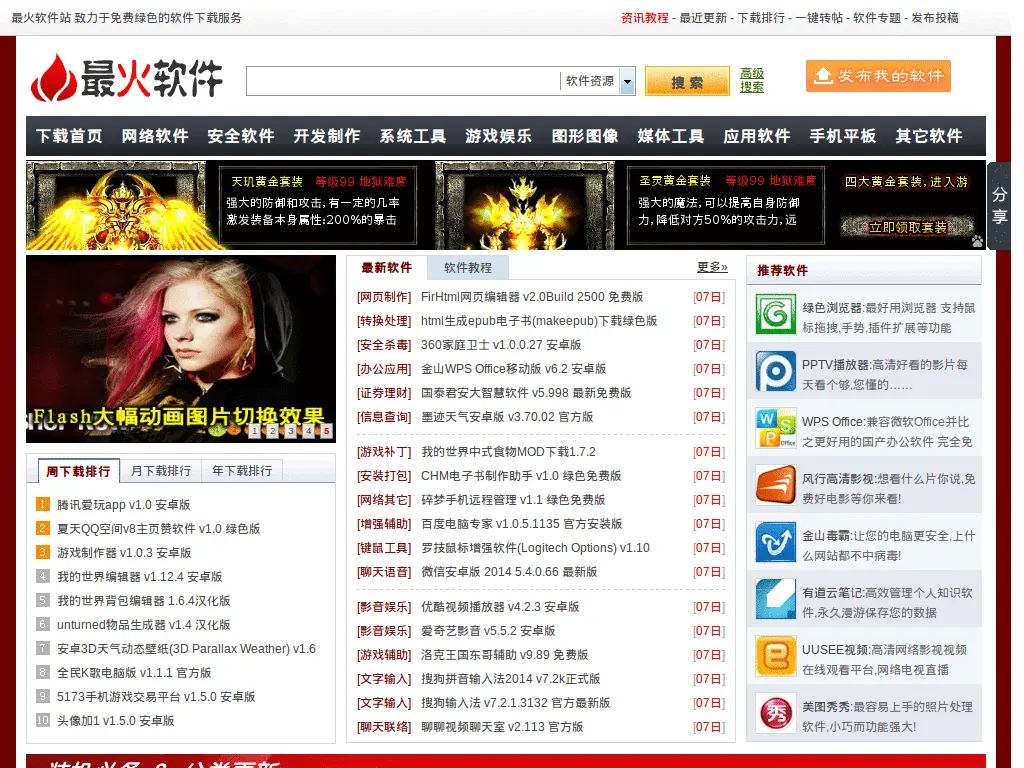 最火软件站 致力于免费绿色的软件下载服务
资讯教程 - 最近更新 - 下载排行 - 一键转帖 - 软件专题 - 发布投稿
最火软件
软件资源
搜 索
高级
搜索
发布我的软件
下载首页 网络软件 安全软件 开发制作 系统工具 游戏娱乐 图形图像 媒体工具 应用软件 手机平板 其它软件
天玑黄金套装 等级99 地狱难度
强大的防御和攻击,有一定的几率
激发装备本身属性:200%的暴击
圣灵黄金套装 等级99 地狱难度
强大的魔法,可以提高自身防御
力,降低对方50%的攻击力,远
四大黄金套装,进入游
立即领取套装
分
享
Flash大幅动画图片切换效果
1 2 3 4 5
周下载排行 月下载排行 年下载排行
1 腾讯爱玩app v1.0 安卓版
2 夏天QQ空间v8主页赞软件 v1.0 绿色版
3 游戏制作器 v1.0.3 安卓版
4 我的世界编辑器 v1.12.4 安卓版
5 我的世界背包编辑器 1.6.4汉化版
6 unturned物品生成器 v1.4 汉化版
7 安卓3D天气动态壁纸(3D Parallax Weather) v1.6
8 全民K歌电脑版 v1.1.1 官方版
9 5173手机游戏交易平台 v1.5.0 安卓版
10 头像加1 v1.5.0 安卓版
最新软件 软件教程 更多»
[网页制作] FirHtml网页编辑器 v2.0Build 2500 免费版 [07日]
[转换处理] html生成epub电子书(makeepub)下载绿色版 [07日]
[安全杀毒] 360家庭卫士 v1.0.0.27 安卓版 [07日]
[办公应用] 金山WPS Office移动版 v6.2 安卓版 [07日]
[证券理财] 国泰君安大智慧软件 v5.998 最新免费版 [07日]
[信息查询] 墨迹天气安卓版 v3.70.02 官方版 [07日]
[游戏补丁] 我的世界中式食物MOD下载1.7.2 [07日]
[安装打包] CHM电子书制作助手 v1.0 绿色免费版 [07日]
[网络其它] 碎梦手机远程管理 v1.1 绿色免费版 [07日]
[增强辅助] 百度电脑专家 v1.0.5.1135 官方安装版 [07日]
[键鼠工具] 罗技鼠标增强软件(Logitech Options) v1.10 [07日]
[聊天语音] 微信安卓版 2014 5.4.0.66 最新版 [07日]
[影音娱乐] 优酷视频播放器 v4.2.3 安卓版 [07日]
[影音娱乐] 爱奇艺影音 v5.5.2 安卓版 [07日]
[游戏辅助] 洛克王国东哥辅助 v9.89 免费版 [07日]
[文字输入] 搜狗拼音输入法2014 v7.2k正式版 [07日]
[文字输入] 搜狗输入法 v7.2.1.3132 官方最新版 [07日]
[聊天联络] 聊聊视频聊天室 v2.113 官方版 [07日]
推荐软件
绿色浏览器:最好用浏览器 支持鼠
标拖拽,手势,插件扩展等功能
PPTV播放器:高清好看的影片每
天看个够,您懂的……
WPS Office:兼容微软Office并比
之更好用的国产办公软件 完全免
风行高清影视:想看什么片你说,免
费好电影等你来看!
金山毒霸:让您的电脑更安全,上什
么网站都不中病毒!
有道云笔记:高效管理个人知识软
件,永久漫游保存您的数据
UUSEE视频:高清网络影视视频
在线观看平台,网络电视直播
美图秀秀:最容易上手的照片处理
软件,小巧而功能强大!